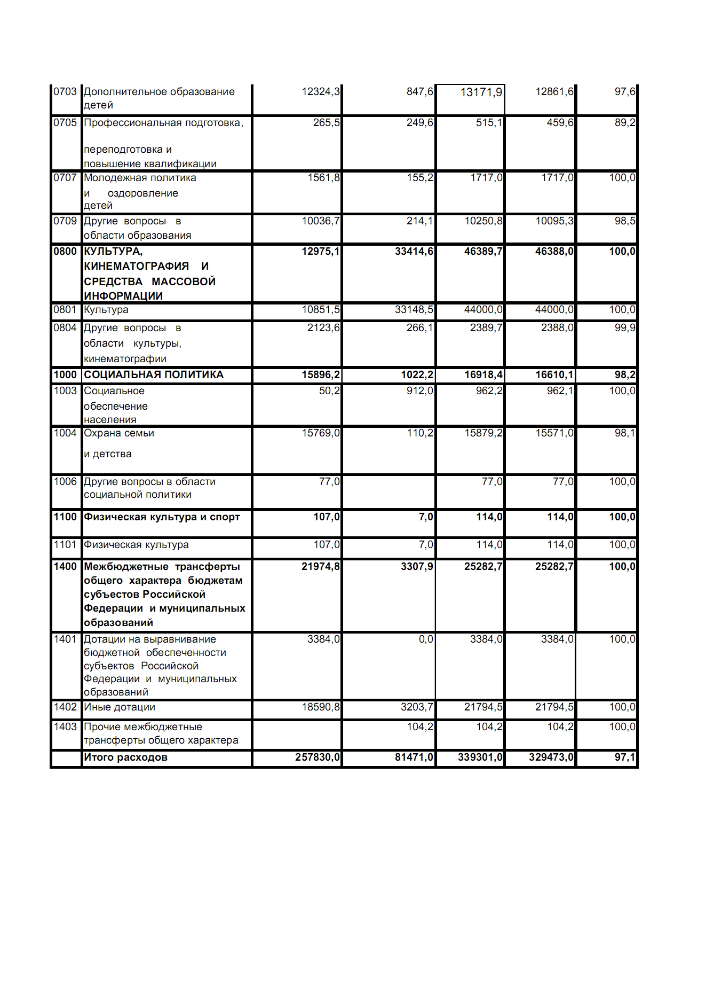 0703 Дополнительное образование 12324,3 847,6 13171,9 12861,6 97,6
детей
0705 Профессиональная подготовка, 265,5 249,6 515,1 459,6 89,2
переподготовка и
повышение квалификации
0707 Молодежная политика 1561,8 155,2 1717,0 1717,0 100,0
и оздоровление
детей
0709 Другие вопросы в 10036,7 214,1 10250,8 10095,3 98,5
области образования
0800 КУЛЬТУРА, 12975,1 33414,6 46389,7 46388,0 100,0
КИНЕМАТОГРАФИЯ И
СРЕДСТВА МАССОВОЙ
ИНФОРМАЦИИ
0801 Культура 10851,5 33148,5 44000,0 44000,0 100,0
0804 Другие вопросы в 2123,6 266,1 2389,7 2388,0 99,9
области культуры,
кинематографии
1000 СОЦИАЛЬНАЯ ПОЛИТИКА 15896,2 1022,2 16918,4 16610,1 98,2
1003 Социальное 50,2 912,0 962,2 962,1 100,0
обеспечение
населения
1004 Охрана семьи 15769,0 110,2 15879,2 15571,0 98,1
и детства
1006 Другие вопросы в области 77,0 77,0 77,0 100,0
социальной политики
1100 Физическая культура и спорт 107,0 7,0 114,0 114,0 100,0
1101 Физическая культура 107,0 7,0 114,0 114,0 100,0
1400 Межбюджетные трансферты 21974,8 3307,9 25282,7 25282,7 100,0
общего характера бюджетам
субъестов Российской
Федерации и муниципальных
образований
1401 Дотации на выравнивание 3384,0 0,0 3384,0 3384,0 100,0
бюджетной обеспеченности
субъектов Российской
Федерации и муниципальных
образований
1402 Иные дотации 18590,8 3203,7 21794,5 21794,5 100,0
1403 Прочие межбюджетные 104,2 104,2 104,2 100,0
трансферты общего характера
Итого расходов 257830,0 81471,0 339301,0 329473,0 97,1